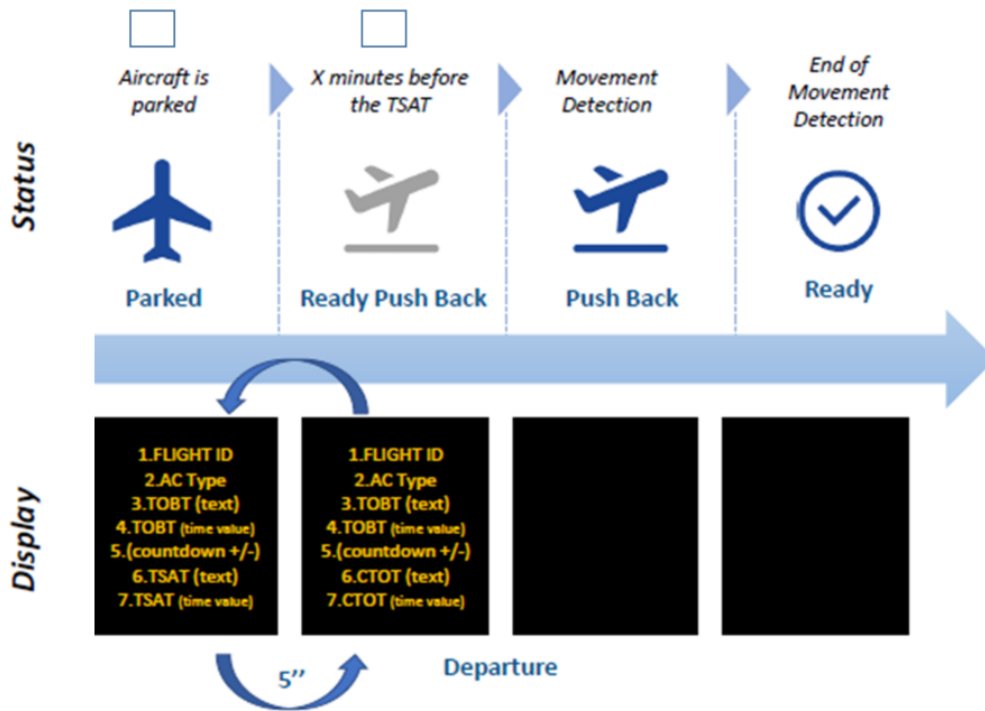 Status
Aircraft is
parked
X minutes before
the TSAT
Movement
Detection
End of
Movement
Detection
Parked
Ready Push Back
Push Back
Ready
Display
1.FLIGHT ID
2.AC Type
3.TOBT (text)
4.TOBT (time value)
5.(countdown +/-)
6.TSAT (text)
7.TSAT (time value)
1.FLIGHT ID
2.AC Type
3.TOBT (text)
4.TOBT (time value)
5.(countdown +/-)
6.CTOT (text)
7.CTOT (time value)
5’’
Departure